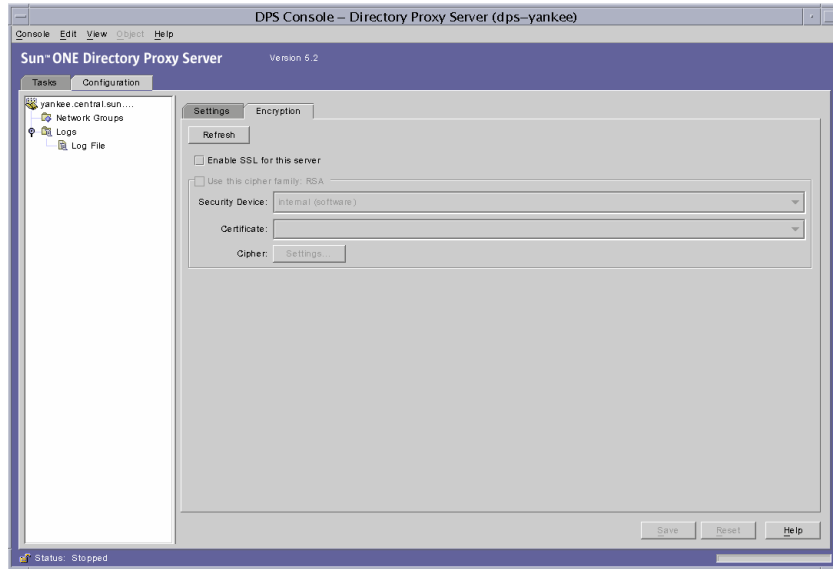 DPS Console – Directory Proxy Server (dps–yankee)
Console Edit View Object Help
Sun™ ONE Directory Proxy Server Version 5.2
Tasks Configuration
yankee.central.sun....
Network Groups
Logs
Log File
Settings Encryption
Refresh
Enable SSL for this server
Use this cipher family: RSA
Security Device: internal (software)
Certificate:
Cipher: Settings...
Save Reset Help
Status: Stopped